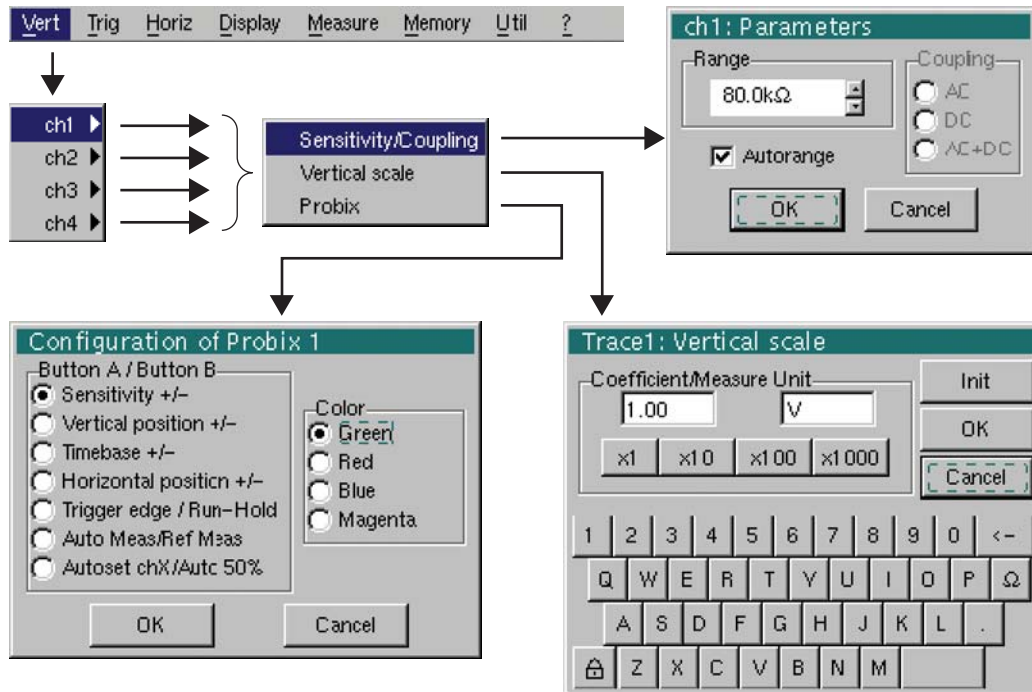 Vert Trig Horiz Display Measure Memory Util ?
ch1
ch2
ch3
ch4
Sensitivity/Coupling
Vertical scale
Probix
ch1: Parameters
Range
80.0kΩ
Autorange
Coupling
AC
DC
AC+DC
OK Cancel
Configuration of Probix 1
Button A / Button B
Sensitivity +/-
Vertical position +/-
Timebase +/-
Horizontal position +/-
Trigger edge / Run-Hold
Auto Meas/Ref Meas
Autoset chX/Autc 50%
Color
Green
Red
Blue
Magenta
OK Cancel
Trace1: Vertical scale
Coefficient/Measure Unit
1.00 V
x1 x10 x100 x1000
Init
OK
Cancel
1 2 3 4 5 6 7 8 9 0 <-
Q W E R T Y U I O P Ω
A S D F G H J K L .
Z X C V B N M